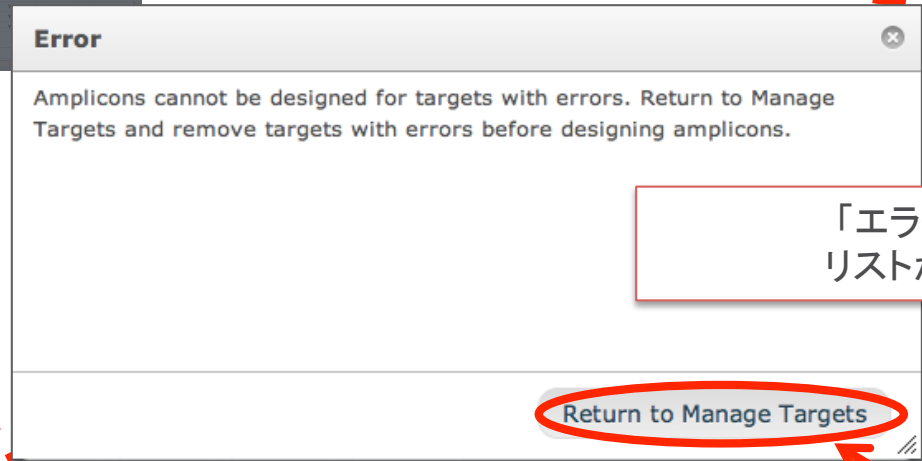 Error
Amplicons cannot be designed for targets with errors. Return to Manage
Targets and remove targets with errors before designing amplicons.
「エラ
リスト
Return to Manage Targets